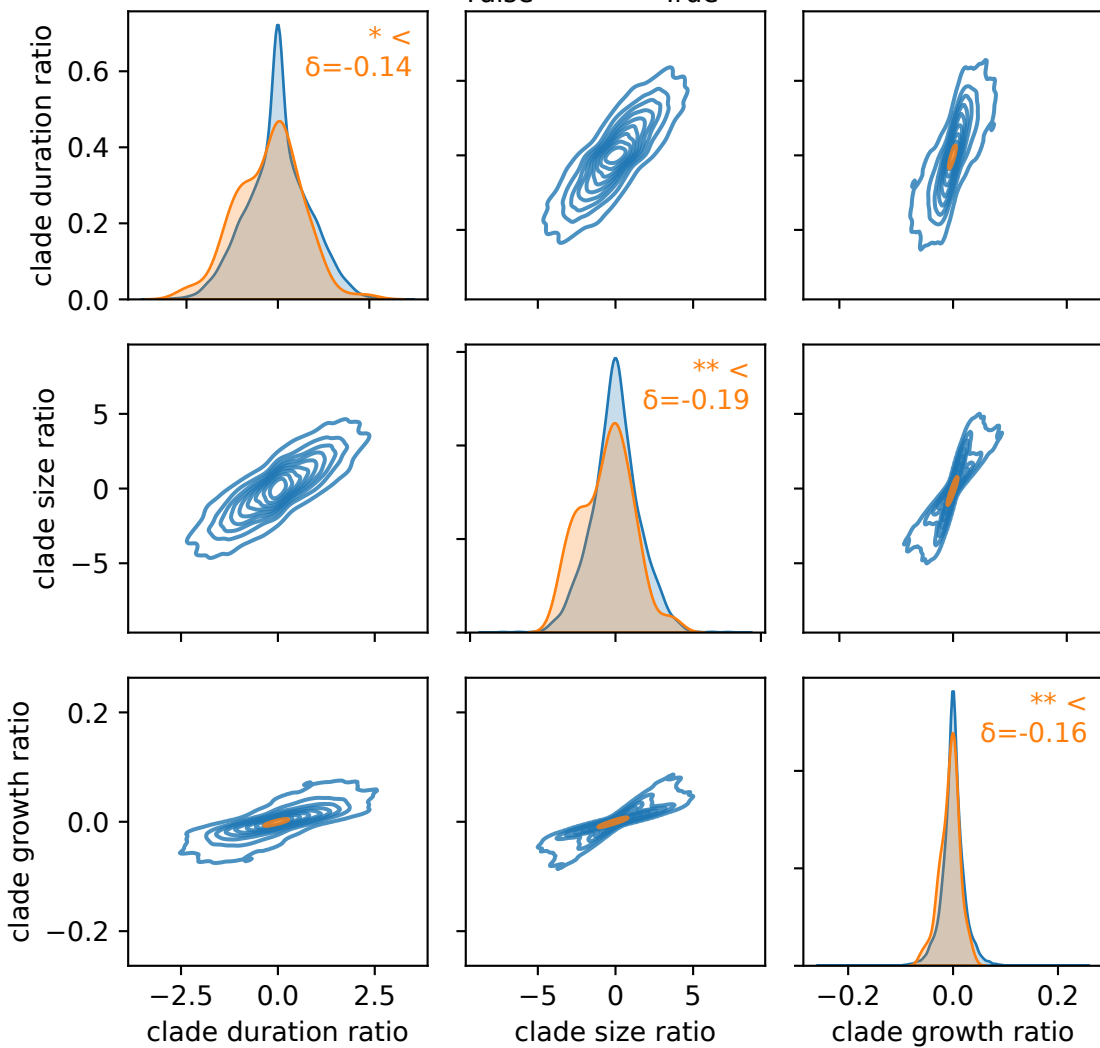 clade duration ratio
0.6
0.4
0.2
0.0
* <
δ=-0.14
clade size ratio
5
0
−5
** <
δ=-0.19
clade growth ratio
0.2
0.0
−0.2
** <
δ=-0.16
−2.5 0.0 2.5
−5 0 5
−0.2 0.0 0.2
clade duration ratio
clade size ratio
clade growth ratio